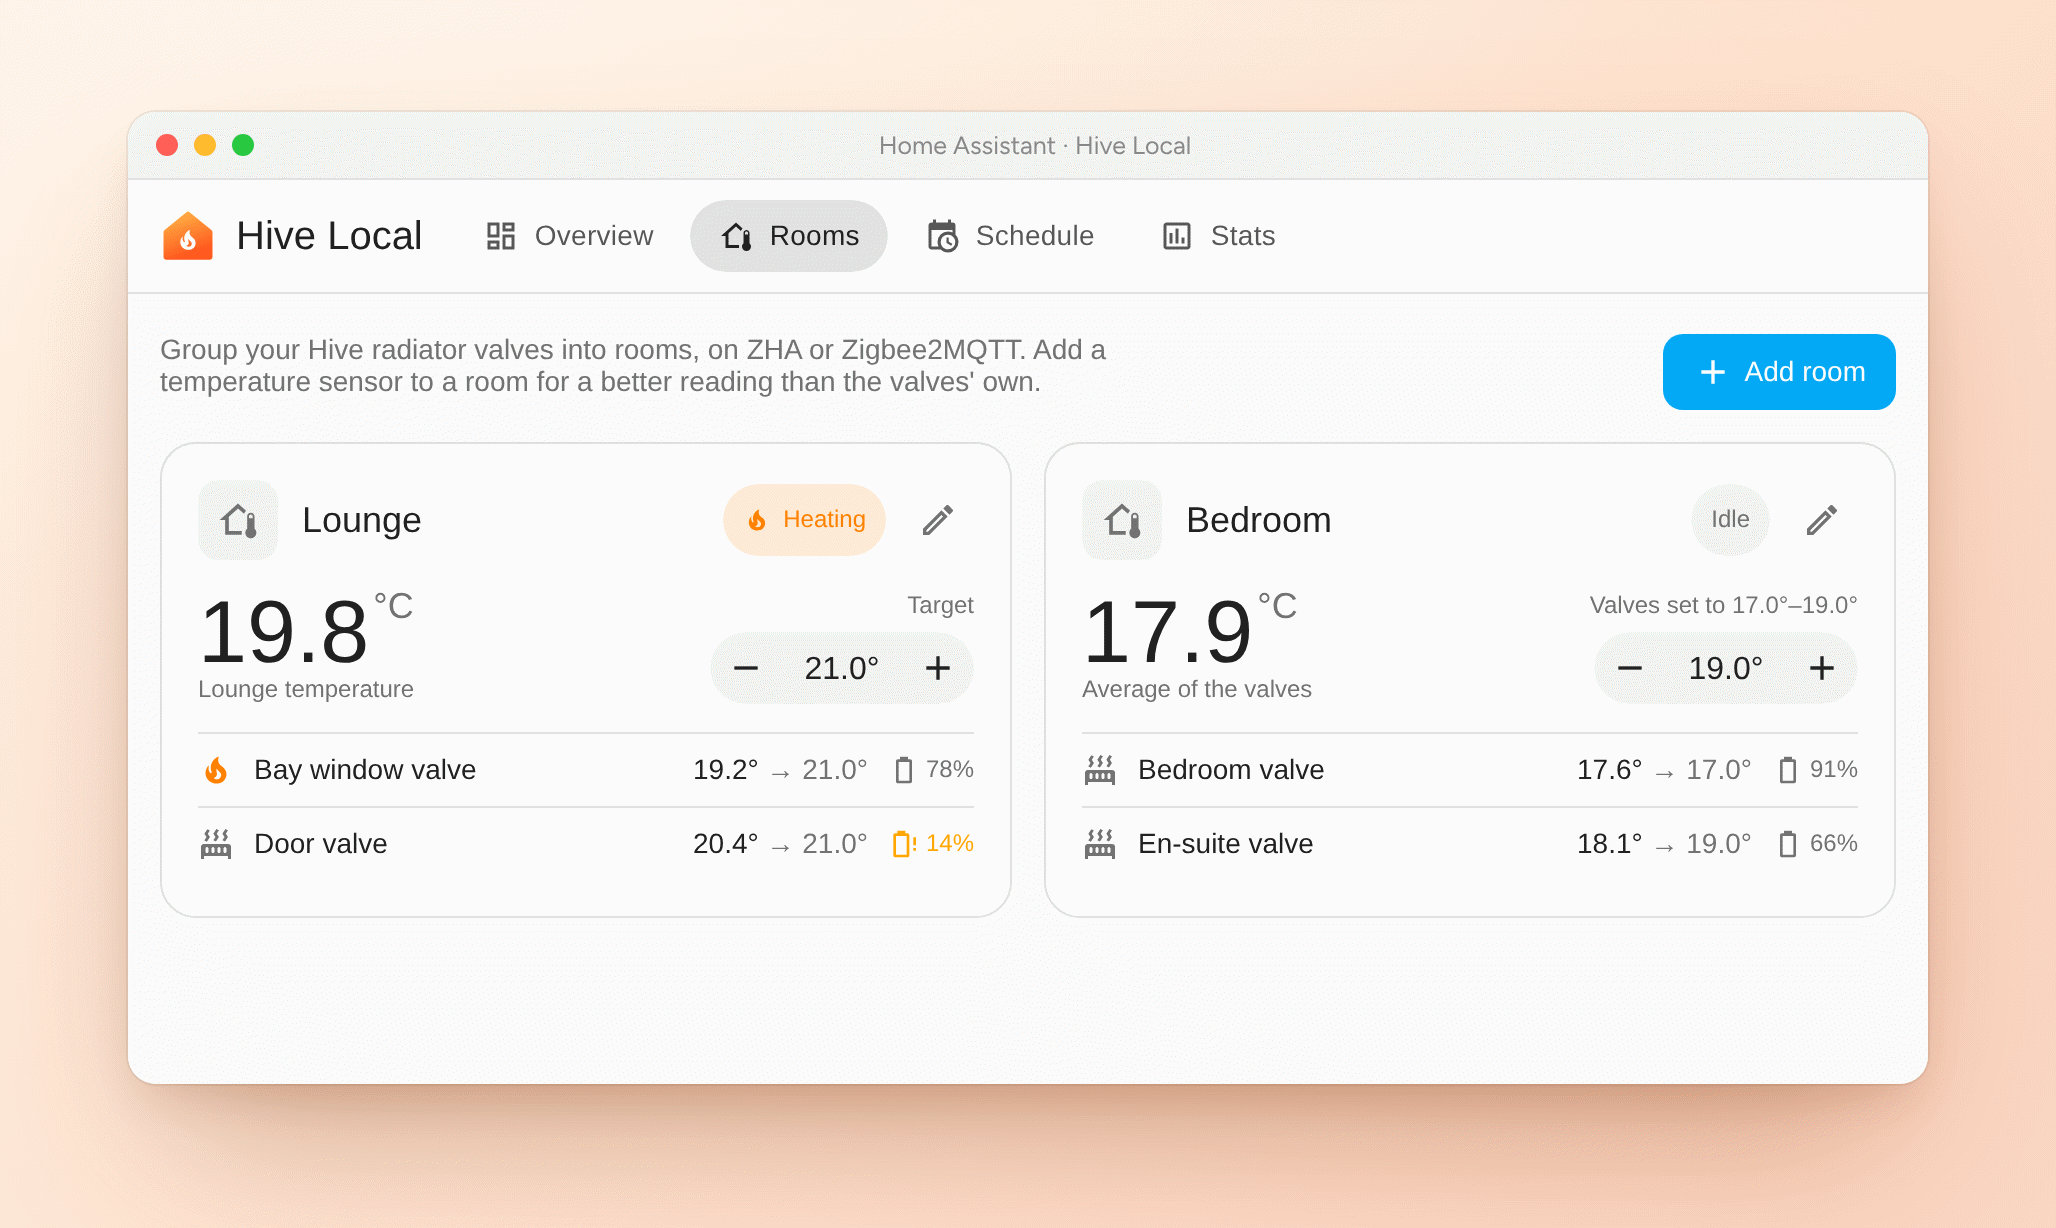 Home Assistant · Hive Local
Hive Local
Overview
Rooms
Schedule
Stats
Group your Hive radiator valves into rooms, on ZHA or Zigbee2MQTT. Add a
temperature sensor to a room for a better reading than the valves' own.
Add room
Lounge
Heating
19.8 °C
Lounge temperature
Target
− 21.0° +
Bay window valve 19.2° → 21.0° 78%
Door valve 20.4° → 21.0° 14%
Bedroom
Idle
17.9 °C
Average of the valves
Valves set to 17.0°–19.0°
− 19.0° +
Bedroom valve 17.6° → 17.0° 91%
En-suite valve 18.1° → 19.0° 66%